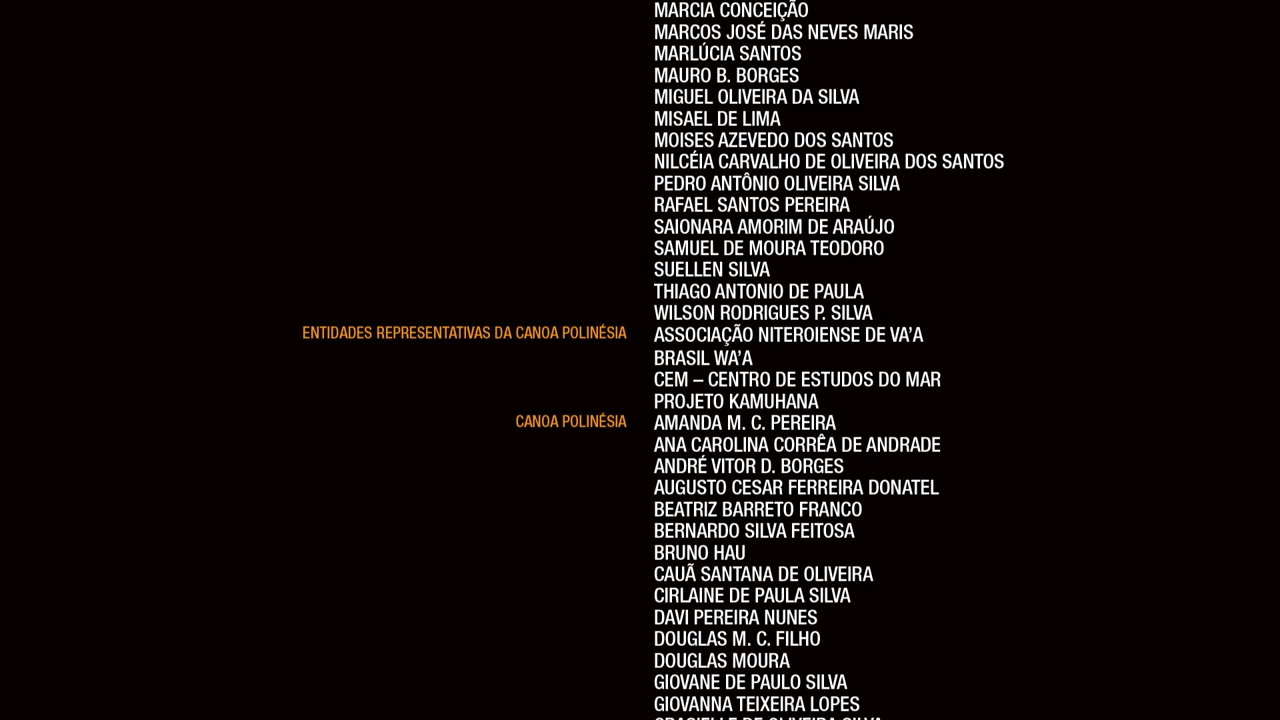 MARCIA CONCEIÇÃO
MARCOS JOSÉ DAS NEVES MARIS
MARLÚCIA SANTOS
MAURO B. BORGES
MIGUEL OLIVEIRA DA SILVA
MISAEL DE LIMA
MOISES AZEVEDO DOS SANTOS
NILCÉIA CARVALHO DE OLIVEIRA DOS SANTOS
PEDRO ANTÔNIO OLIVEIRA SILVA
RAFAEL SANTOS PEREIRA
SAIONARA AMORIM DE ARAÚJO
SAMUEL DE MOURA TEODORO
SUELLEN SILVA
THIAGO ANTONIO DE PAULA
WILSON RODRIGUES P. SILVA
ENTIDADES REPRESENTATIVAS DA CANOA POLINÉSIA ASSOCIAÇÃO NITEROIENSE DE VA’A
BRASIL WA’A
CEM – CENTRO DE ESTUDOS DO MAR
PROJETO KAMUHANA
CANOA POLINÉSIA AMANDA M. C. PEREIRA
ANA CAROLINA CORRÊA DE ANDRADE
ANDRÉ VITOR D. BORGES
AUGUSTO CESAR FERREIRA DONATEL
BEATRIZ BARRETO FRANCO
BERNARDO SILVA FEITOSA
BRUNO HAU
CAUÃ SANTANA DE OLIVEIRA
CIRLAINE DE PAULA SILVA
DAVI PEREIRA NUNES
DOUGLAS M. C. FILHO
DOUGLAS MOURA
GIOVANE DE PAULO SILVA
GIOVANNA TEIXEIRA LOPES